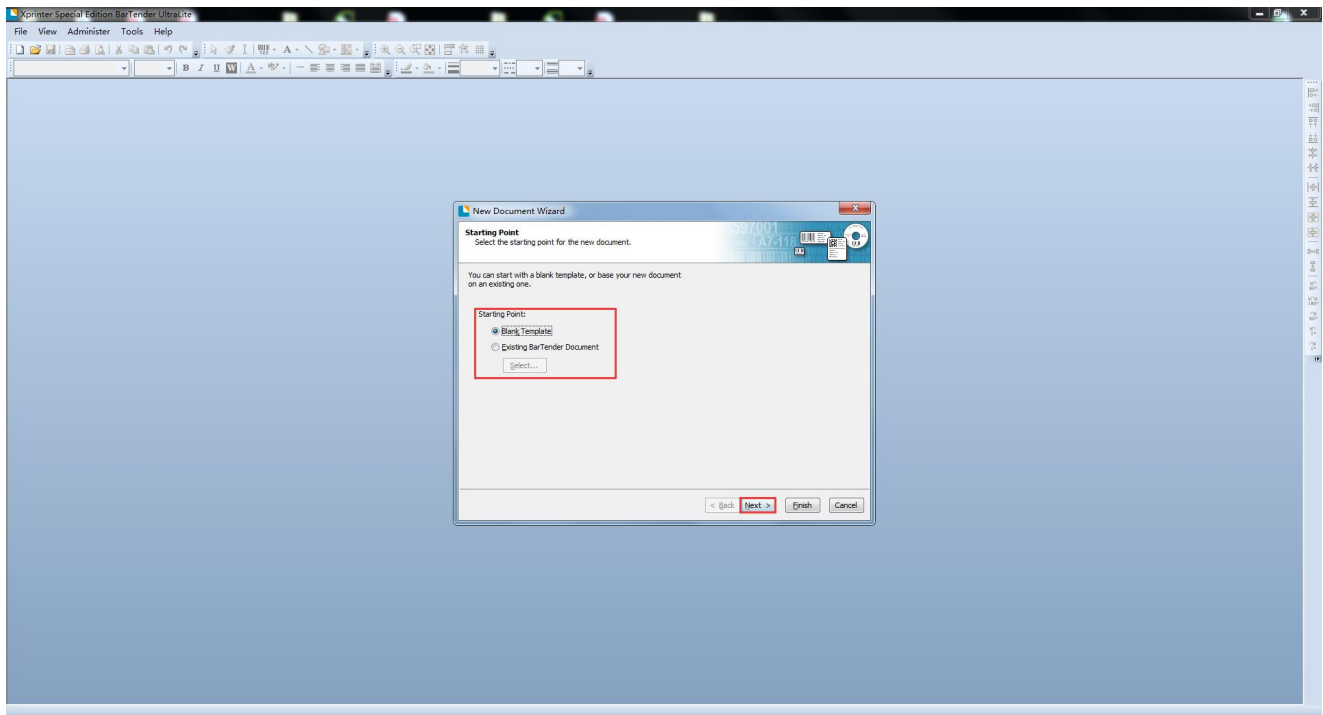 Xprinter Special Edition BarTender UltraLite
File View Administer Tools Help
New Document Wizard
Starting Point
Select the starting point for the new document.
You can start with a blank template, or base your new document
on an existing one.
Starting Point:
Blank Template
Existing BarTender Document
Select...
< Back Next > Finish Cancel